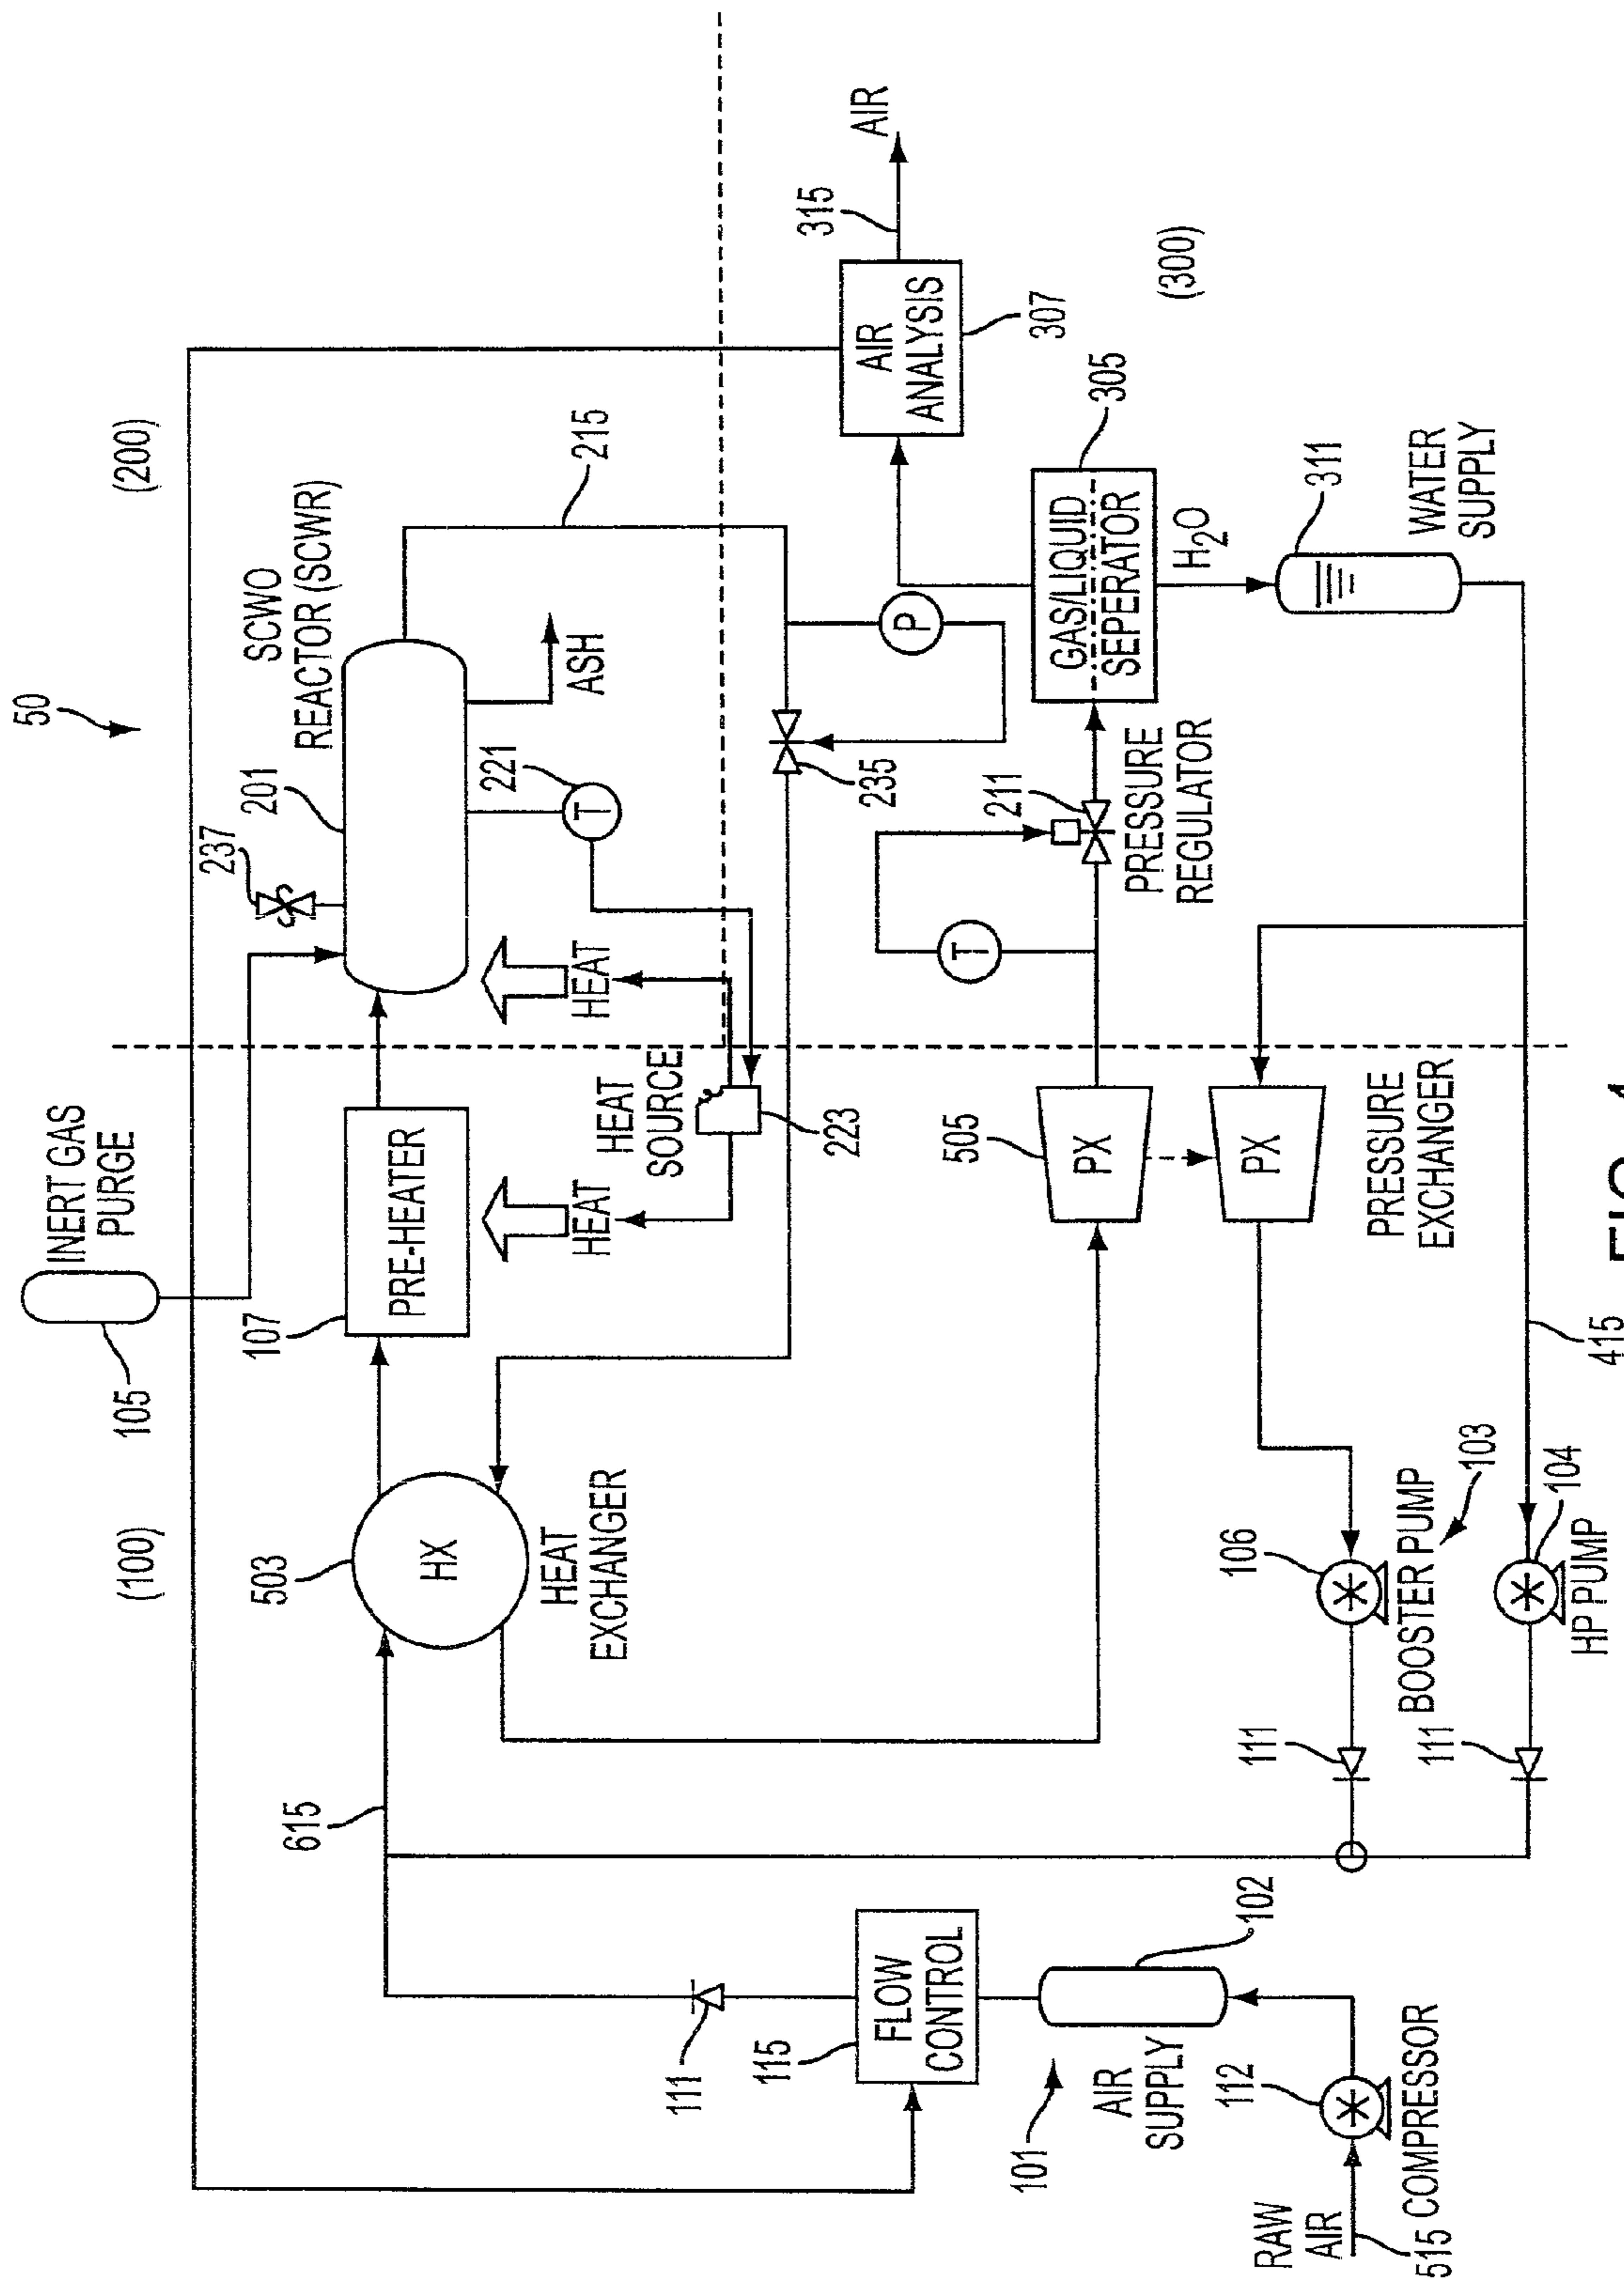 50
(100)
(200)
(300)
INERT GAS
PURGE
105
237
201
SCWO
REACTOR (SCWR)
215
221
T
ASH
HEAT
HEAT
HEAT
SOURCE
223
107
PRE-HEATER
503
HX
HEAT
EXCHANGER
615
235
P
AIR
ANALYSIS
307
315
AIR
305
GAS/LIQUID
SEPERATOR
H2O
311
WATER
SUPPLY
211
PRESSURE
REGULATOR
T
505
PX
PX
PRESSURE
EXCHANGER
415
106
BOOSTER PUMP
103
104
HP PUMP
111
111
111
115
FLOW
CONTROL
102
101
AIR
SUPPLY
112
COMPRESSOR
RAW
AIR
515